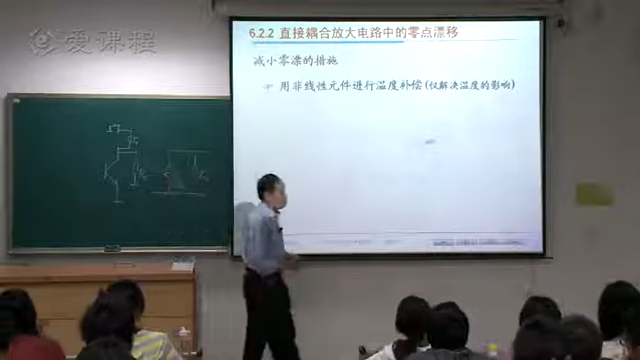 爱课程
6.2.2 直接耦合放大电路中的零点漂移
减小零漂的措施
☞ 用非线性元件进行温度补偿(仅解决温度的影响)